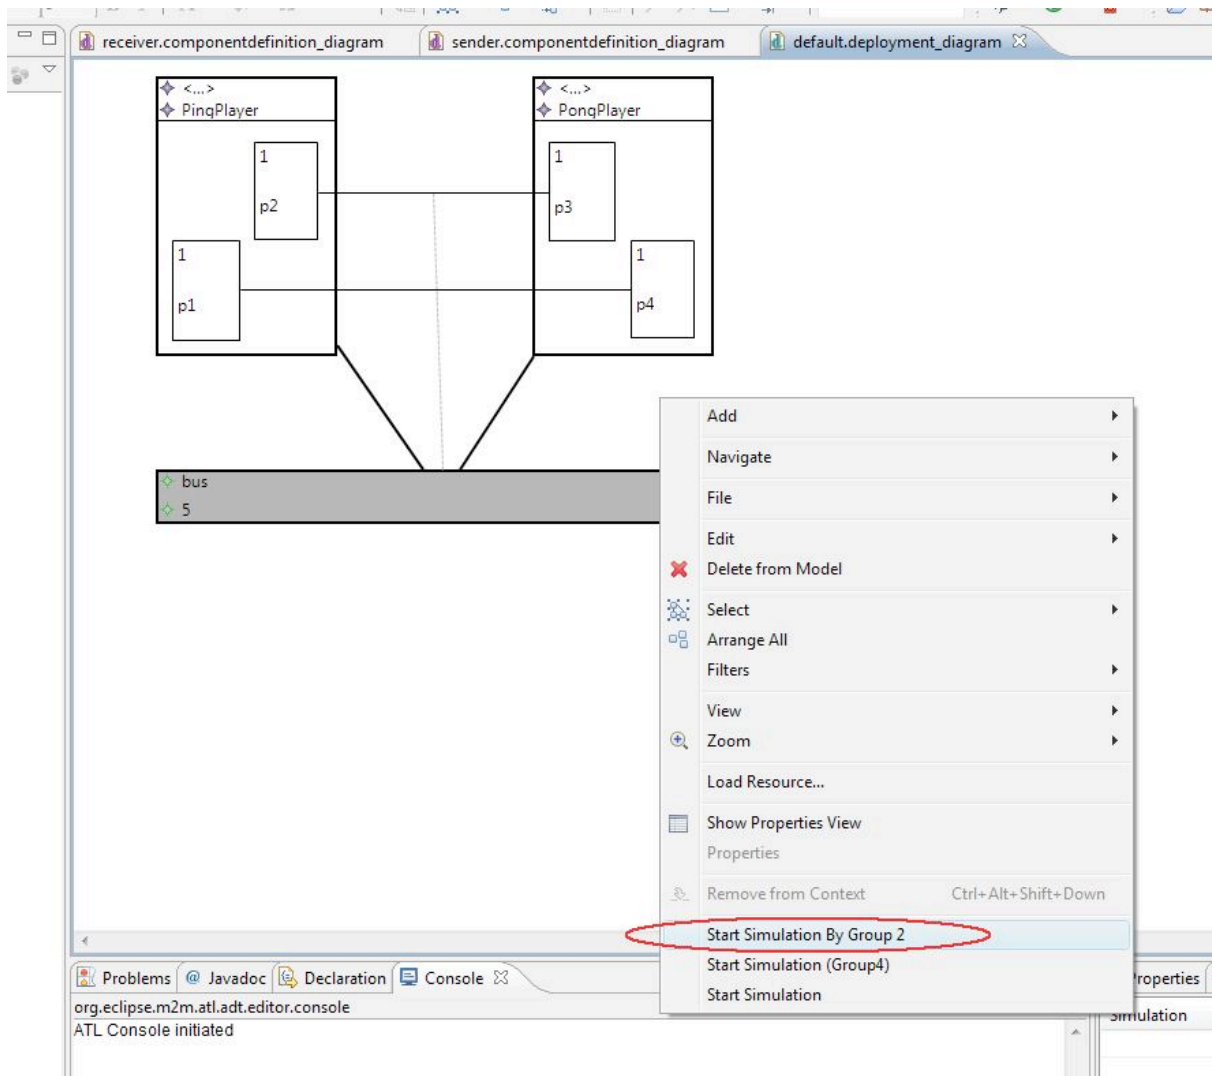 receiver.componentdefinition_diagram sender.componentdefinition_diagram default.deployment_diagram
<...> <...>
PingPlayer PongPlayer
1 1
p2 p3
1 1
p1 p4
bus
5
Add
Navigate
File
Edit
Delete from Model
Select
Arrange All
Filters
View
Zoom
Load Resource...
Show Properties View
Properties
Remove from Context Ctrl+Alt+Shift+Down
Start Simulation By Group 2
Start Simulation (Group4)
Start Simulation
Problems @ Javadoc Declaration Console roperties
org.eclipse.m2m.atl.adt.editor.console
Simulation
ATL Console initiated